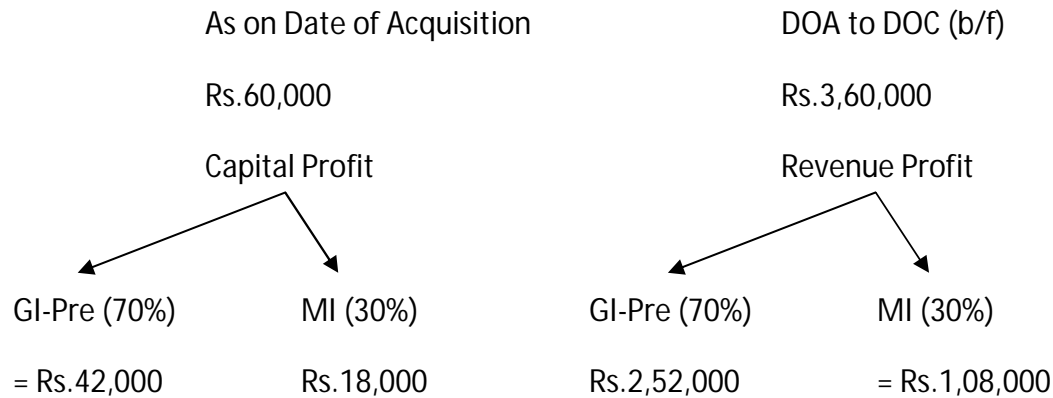 As on Date of Acquisition DOA to DOC (b/f)
Rs.60,000 Rs.3,60,000
Capital Profit Revenue Profit
GI-Pre (70%) MI (30%) GI-Pre (70%) MI (30%)
= Rs.42,000 Rs.18,000 Rs.2,52,000 = Rs.1,08,000